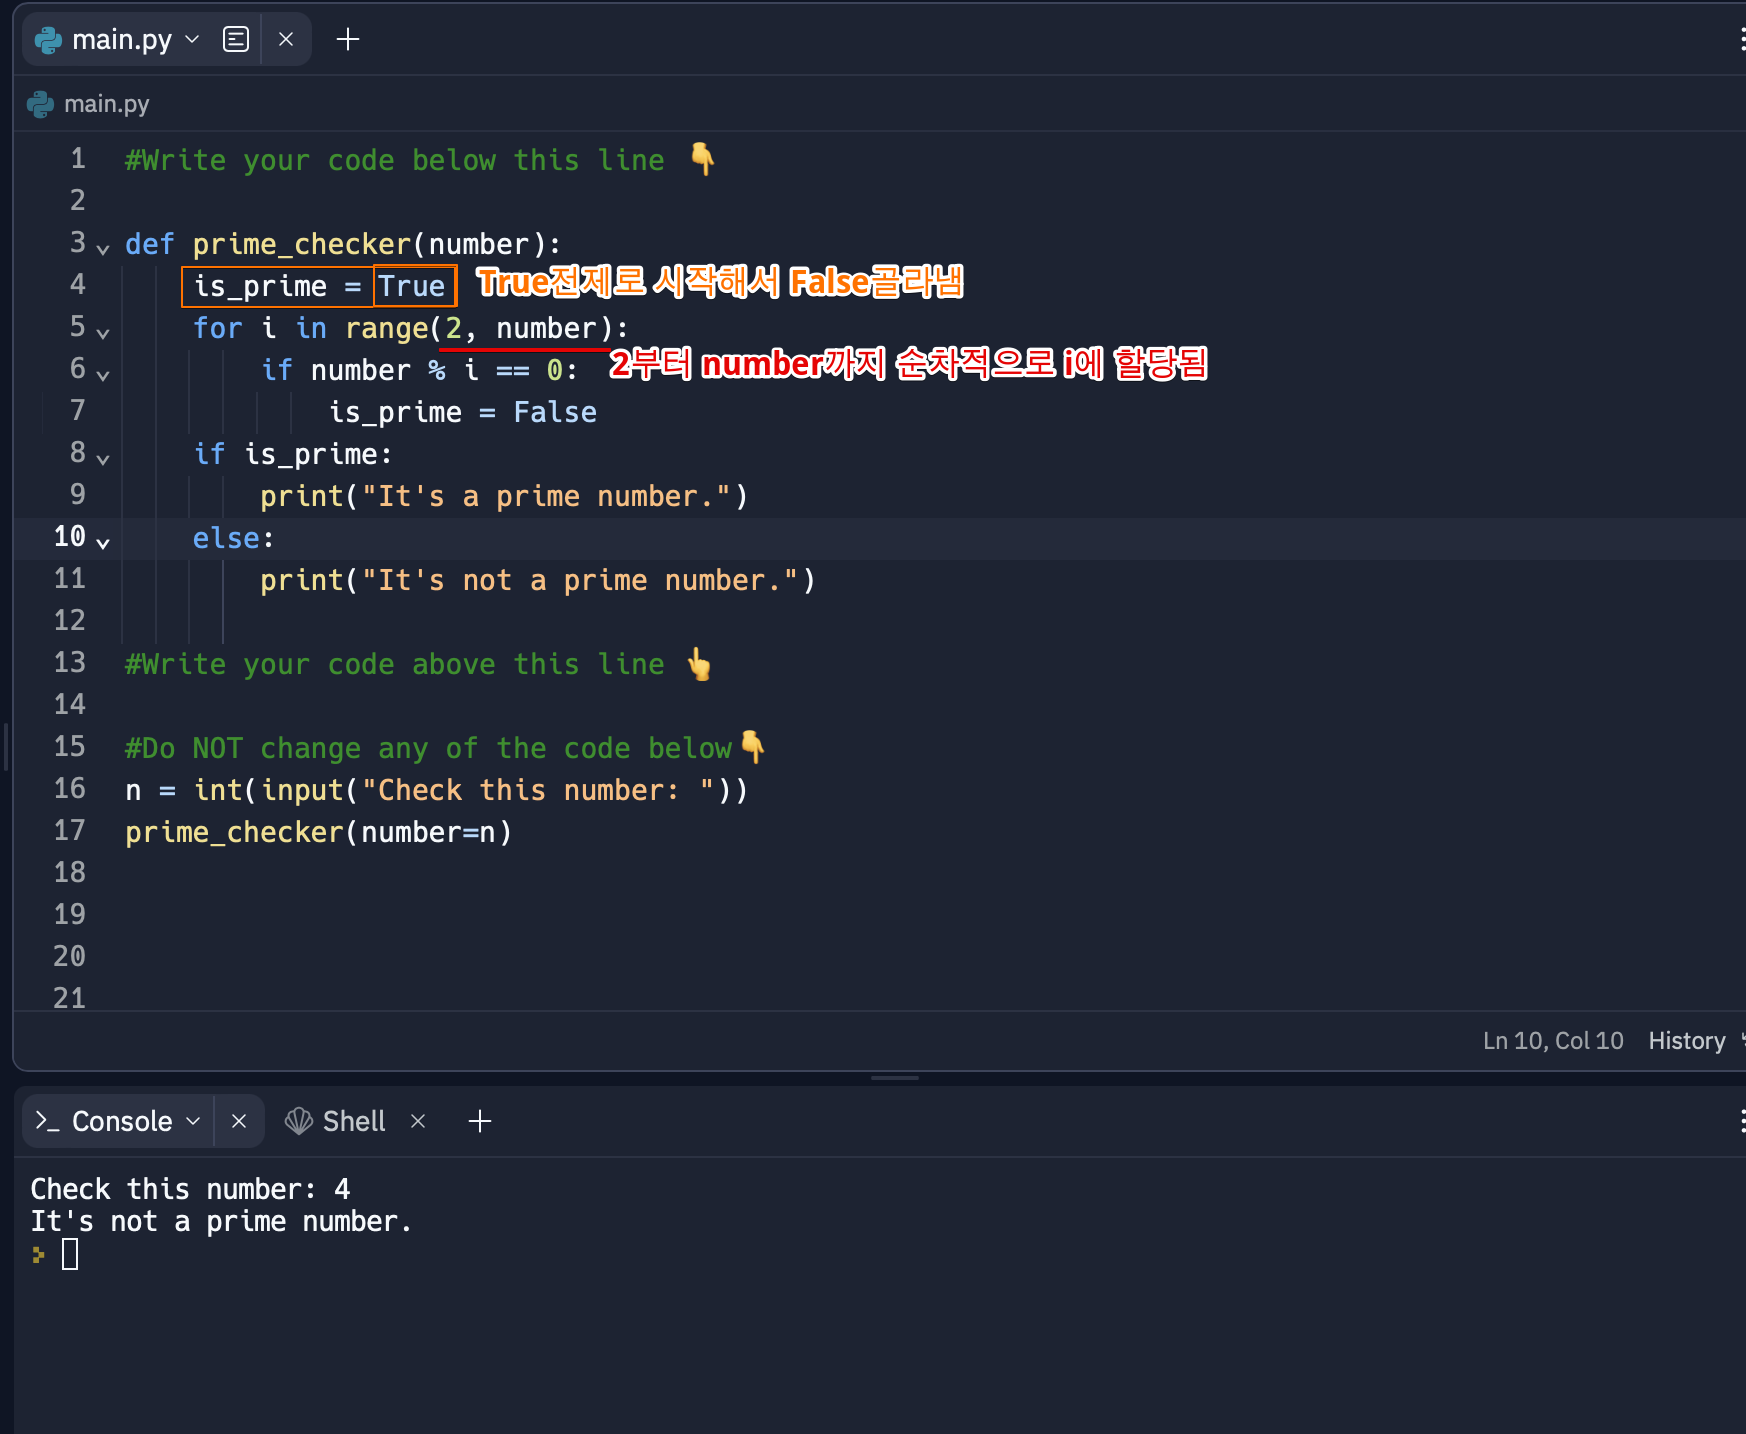 main.py
main.py
1 #Write your code below this line 👇
2
3 def prime_checker(number):
4 is_prime = True True전제로 시작해서 False골라냄
5 for i in range(2, number):
6 if number % i == 0: 2부터 number까지 순차적으로 i에 할당됨
7 is_prime = False
8 if is_prime:
9 print("It's a prime number.")
10 else:
11 print("It's not a prime number.")
12
13 #Write your code above this line 👆
14
15 #Do NOT change any of the code below👇
16 n = int(input("Check this number: "))
17 prime_checker(number=n)
18
19
20
21
Ln 10, Col 10 History
Console Shell
Check this number: 4
It's not a prime number.